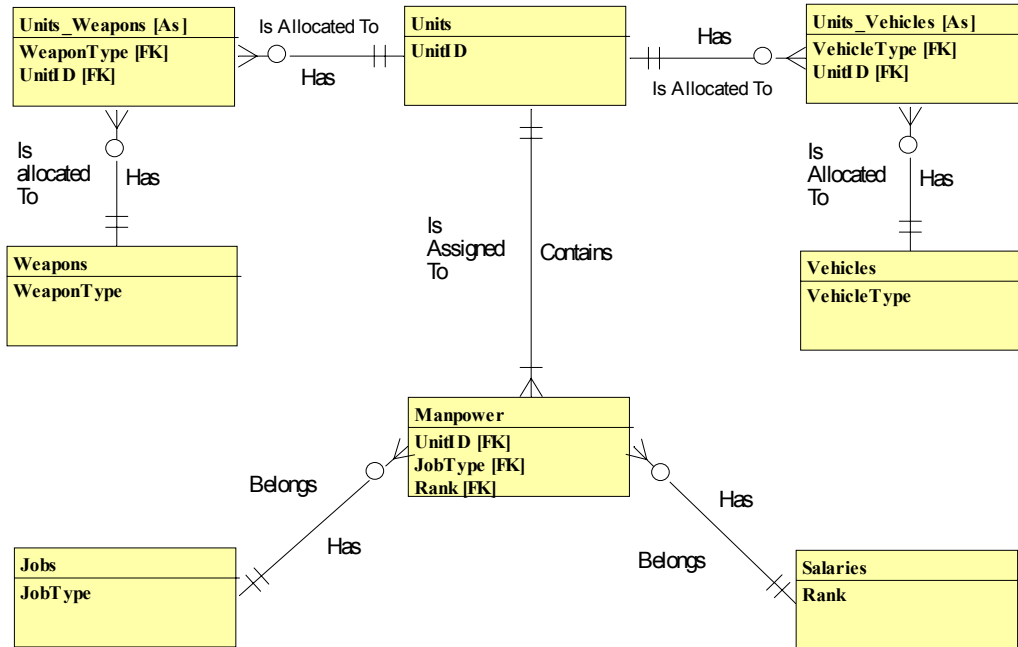 Units_Weapons [As]
WeaponType [FK]
UnitID [FK]
Is Allocated To
Has
Units
UnitID
Has
Is Allocated To
Units_Vehicles [As]
VehicleType [FK]
UnitID [FK]
Is
allocated
To
Has
Is
Allocated
To
Has
Weapons
WeaponType
Is
Assigned
To
Contains
Vehicles
VehicleType
Manpower
UnitID [FK]
JobType [FK]
Rank [FK]
Belongs
Has
Has
Belongs
Jobs
JobType
Salaries
Rank